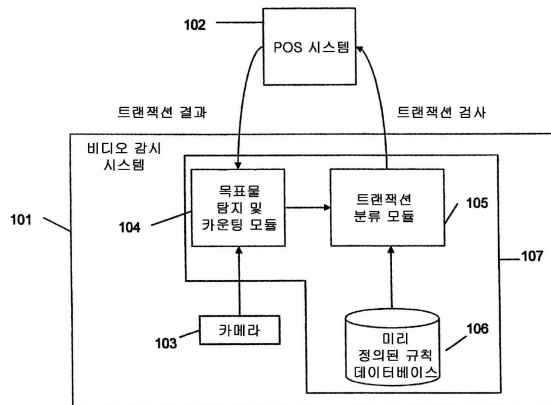 102
POS 시스템
트랜잭션 결과
트랜잭션 검사
비디오 감시
시스템
101
104
목표물
탐지 및
카운팅 모듈
트랜잭션
분류 모듈
105
107
103
카메라
미리
정의된 규칙
데이터베이스
106